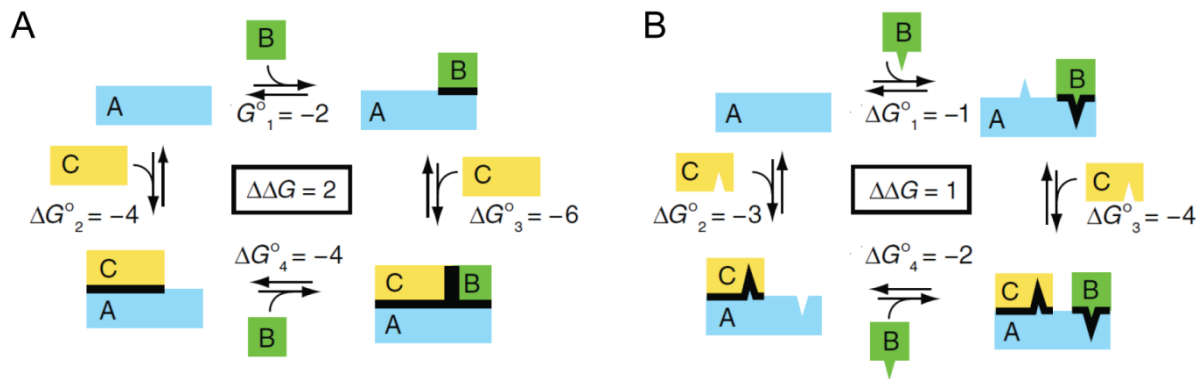 A
B
A
B
A
G°₁ = −2
C
ΔG°₂ = −4
ΔΔG = 2
C
ΔG°₃ = −6
C
A
ΔG°₄ = −4
B
C
B
A
B
B
A
B
A
ΔG°₁ = −1
C
ΔG°₂ = −3
ΔΔG = 1
C
ΔG°₃ = −4
C
A
ΔG°₄ = −2
B
C
B
A